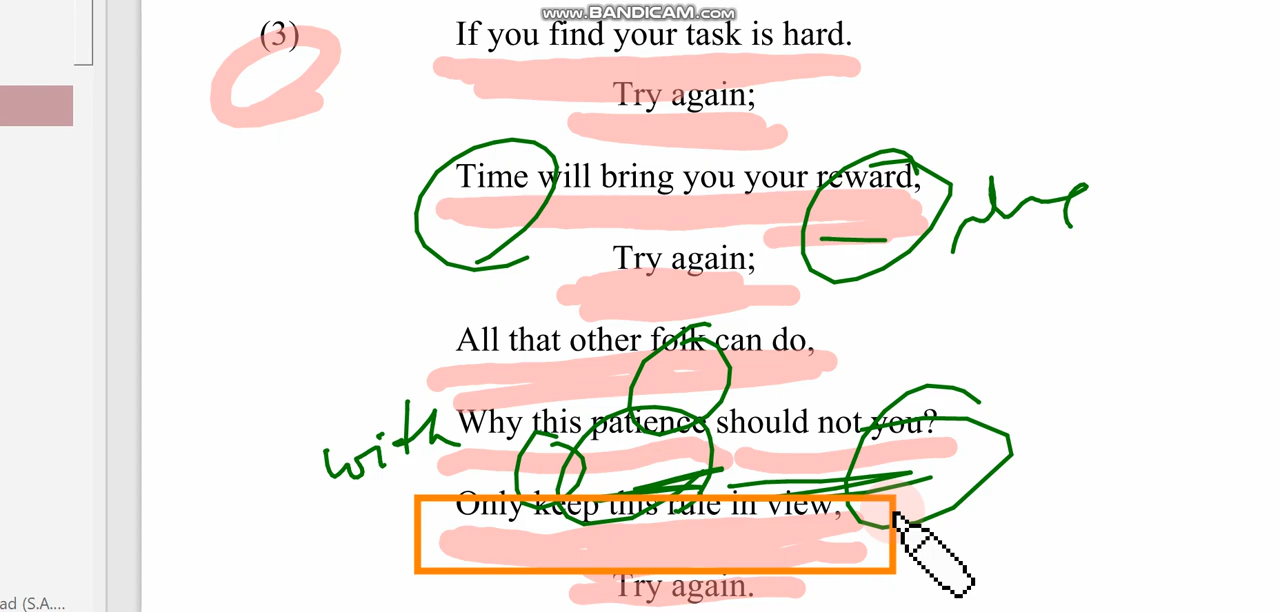 www.BANDICAM.com
(3) If you find your task is hard.
Try again;
Time will bring you your reward,
Try again;
All that other folk can do,
with Why this patience should not you?
Only keep this rule in view,
Try again.
ad (S.A....